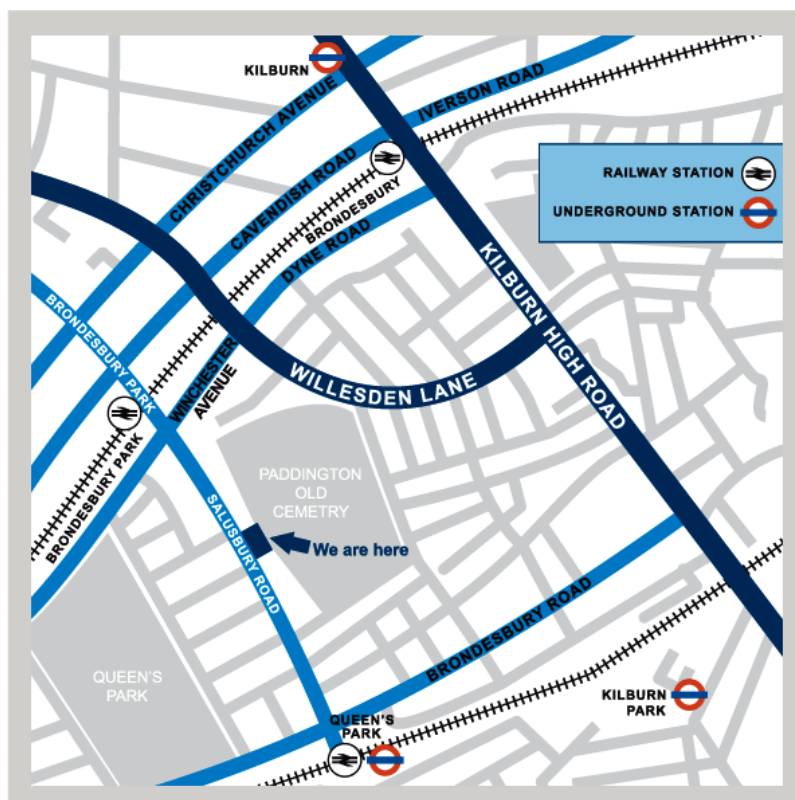 KILBURN
CHRISTCHURCH AVENUE
IVERSON ROAD
CAVENDISH ROAD
BRONDESBURY
DYNE ROAD
RAILWAY STATION
UNDERGROUND STATION
KILBURN HIGH ROAD
BRONDESBURY PARK
WINCHESTER
AVENUE
WILLESDEN LANE
BRONDESBURY PARK
PADDINGTON
OLD
CEMETRY
SALUSBURY ROAD
We are here
BRONDESBURY ROAD
QUEEN'S
PARK
KILBURN
PARK
QUEEN'S
PARK